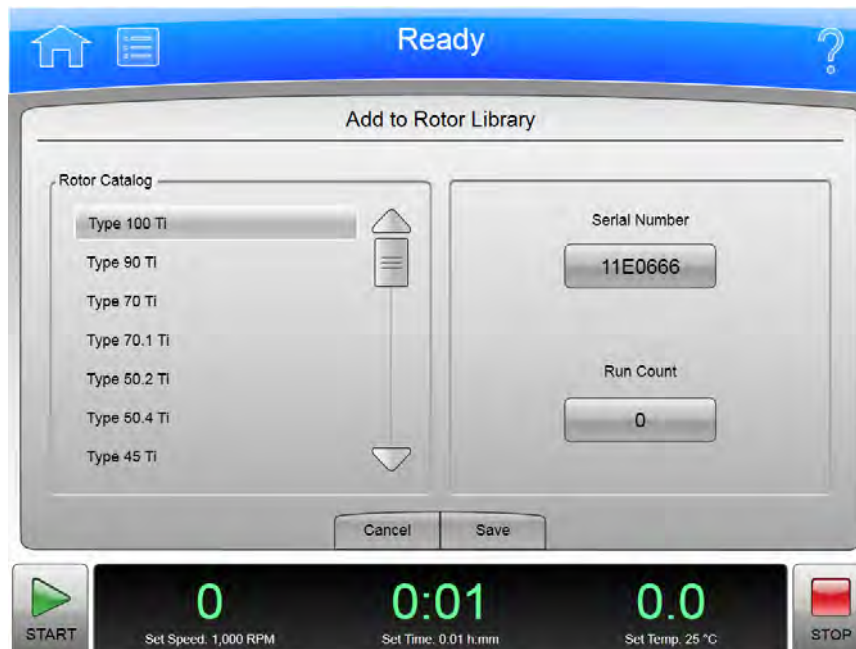 Ready
Add to Rotor Library
Rotor Catalog
Type 100 Ti
Type 90 Ti
Type 70 Ti
Type 70.1 Ti
Type 50.2 Ti
Type 50.4 Ti
Type 45 Ti
Serial Number
11E0666
Run Count
0
Cancel
Save
START
0
Set Speed. 1,000 RPM
0:01
Set Time. 0.01 h:mm
0.0
Set Temp. 25 °C
STOP